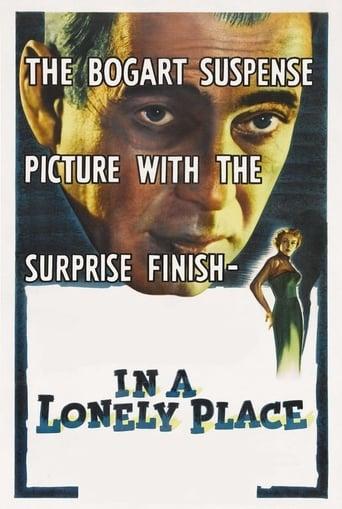 THE BOGART SUSPENSE
PICTURE WITH THE
SURPRISE FINISH-
IN A
LONELY PLACE